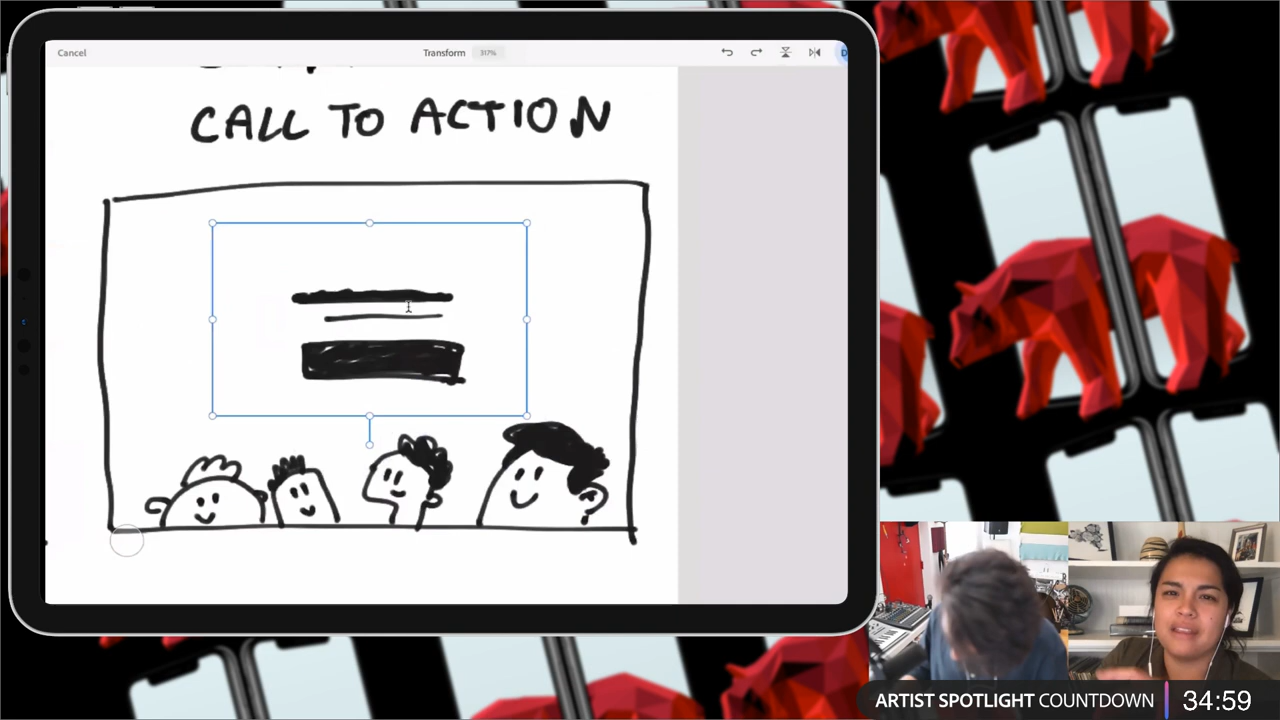 Cancel
Transform 317%
CALL TO ACTION
ARTIST SPOTLIGHT COUNTDOWN 34:59